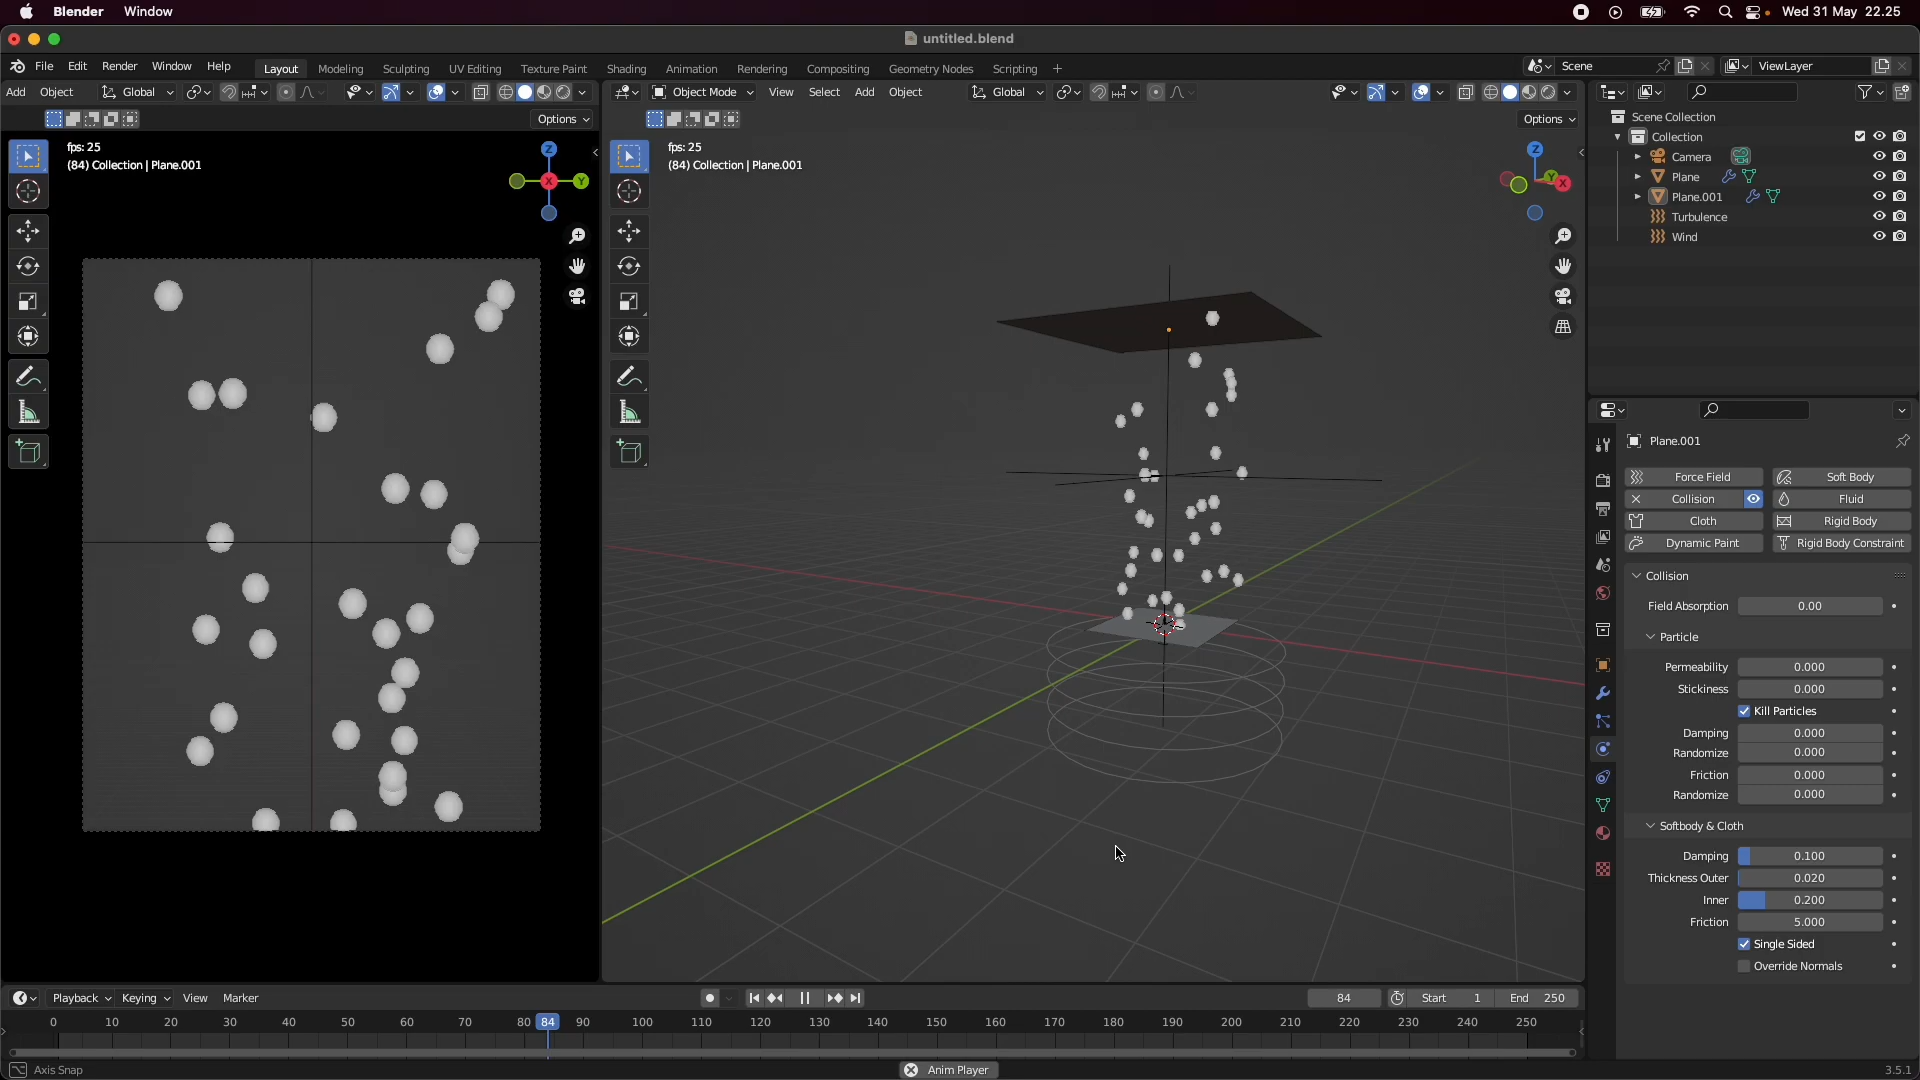 Blender Window Wed 31 May 22.25
untitled.blend
File Edit Render Window Help Layout Modeling Sculpting UV Editing Texture Paint Shading Animation Rendering Compositing Geometry Nodes Scripting + Scene ViewLayer
Add Object Global Object Mode View Select Add Object Global
Options Options
fps: 25
(84) Collection | Plane.001
Z
X
Y
fps: 25
(84) Collection | Plane.001
Z
Y
X
Scene Collection
Collection
Camera
Plane
Plane.001
Turbulence
Wind
Plane.001
Force Field Soft Body
Collision Fluid
Cloth Rigid Body
Dynamic Paint Rigid Body Constraint
Collision
Field Absorption 0.00
Particle
Permeability 0.000
Stickiness 0.000
Kill Particles
Damping 0.000
Randomize 0.000
Friction 0.000
Randomize 0.000
Softbody & Cloth
Damping 0.100
Thickness Outer 0.020
Inner 0.200
Friction 5.000
Single Sided
Override Normals
Playback Keying View Marker 84 Start 1 End 250
0 10 20 30 40 50 60 70 80 84 90 100 110 120 130 140 150 160 170 180 190 200 210 220 230 240 250
Axis Snap Anim Player 3.5.1